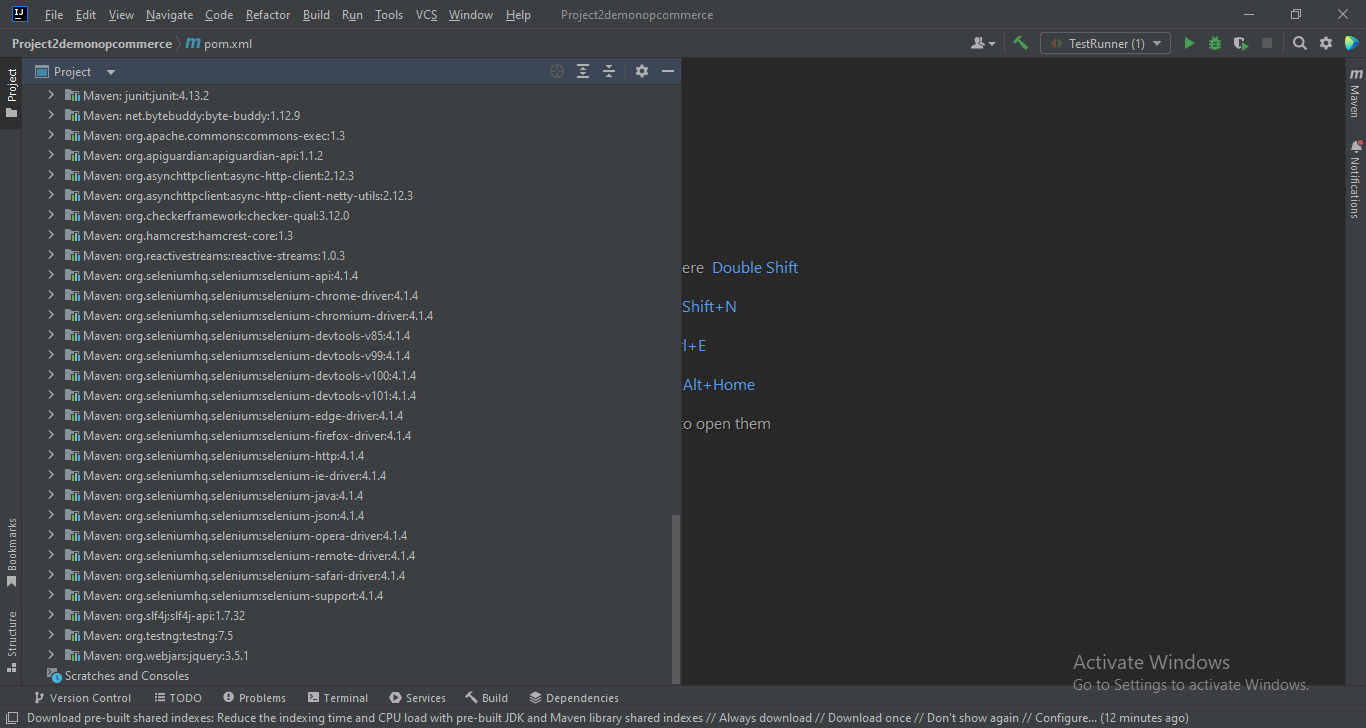 IJ File Edit View Navigate Code Refactor Build Run Tools VCS Window Help Project2demonopcommerce
Project2demonopcommerce m pom.xml TestRunner (1)
Project
Project
Maven: junit:junit:4.13.2
Maven: net.bytebuddy:byte-buddy:1.12.9
Maven: org.apache.commons:commons-exec:1.3
Maven: org.apiguardian:apiguardian-api:1.1.2
Maven: org.asynchttpclient:async-http-client:2.12.3
Maven: org.asynchttpclient:async-http-client-netty-utils:2.12.3
Maven: org.checkerframework:checker-qual:3.12.0
Maven: org.hamcrest:hamcrest-core:1.3
Maven: org.reactivestreams:reactive-streams:1.0.3
Maven: org.seleniumhq.selenium:selenium-api:4.1.4
Maven: org.seleniumhq.selenium:selenium-chrome-driver:4.1.4
Maven: org.seleniumhq.selenium:selenium-chromium-driver:4.1.4
Maven: org.seleniumhq.selenium:selenium-devtools-v85:4.1.4
Maven: org.seleniumhq.selenium:selenium-devtools-v99:4.1.4
Maven: org.seleniumhq.selenium:selenium-devtools-v100:4.1.4
Maven: org.seleniumhq.selenium:selenium-devtools-v101:4.1.4
Maven: org.seleniumhq.selenium:selenium-edge-driver:4.1.4
Maven: org.seleniumhq.selenium:selenium-firefox-driver:4.1.4
Maven: org.seleniumhq.selenium:selenium-http:4.1.4
Maven: org.seleniumhq.selenium:selenium-ie-driver:4.1.4
Maven: org.seleniumhq.selenium:selenium-java:4.1.4
Maven: org.seleniumhq.selenium:selenium-json:4.1.4
Maven: org.seleniumhq.selenium:selenium-opera-driver:4.1.4
Maven: org.seleniumhq.selenium:selenium-remote-driver:4.1.4
Maven: org.seleniumhq.selenium:selenium-safari-driver:4.1.4
Maven: org.seleniumhq.selenium:selenium-support:4.1.4
Maven: org.slf4j:slf4j-api:1.7.32
Maven: org.testng:testng:7.5
Maven: org.webjars:jquery:3.5.1
Scratches and Consoles
Bookmarks
Structure
ere Double Shift
Shift+N
l+E
Alt+Home
to open them
m Maven
Notifications
Activate Windows
Go to Settings to activate Windows.
Version Control TODO Problems Terminal Services Build Dependencies
Download pre-built shared indexes: Reduce the indexing time and CPU load with pre-built JDK and Maven library shared indexes // Always download // Download once // Don't show again // Configure... (12 minutes ago)